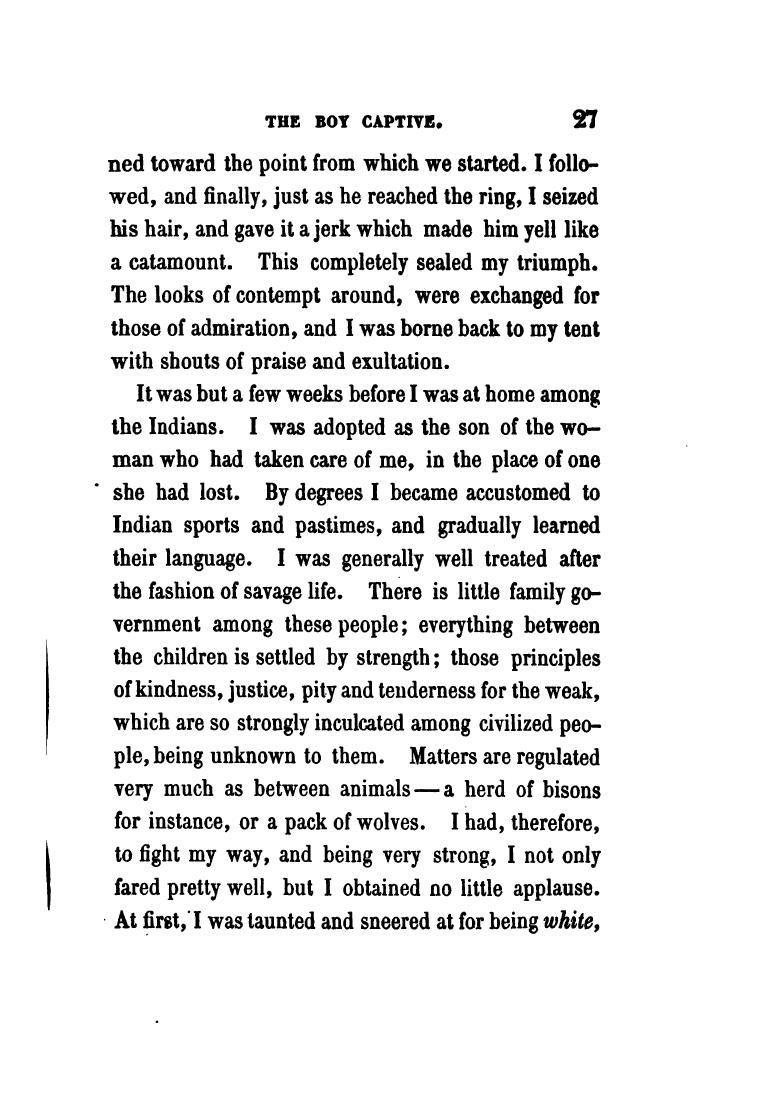 THE BOY CAPTIVE. 27
ned toward the point from which we started. I follo-
wed, and finally, just as he reached the ring, I seized
his hair, and gave it a jerk which made him yell like
a catamount. This completely sealed my triumph.
The looks of contempt around, were exchanged for
those of admiration, and I was borne back to my tent
with shouts of praise and exultation.
It was but a few weeks before I was at home among
the Indians. I was adopted as the son of the wo-
man who had taken care of me, in the place of one
she had lost. By degrees I became accustomed to
Indian sports and pastimes, and gradually learned
their language. I was generally well treated after
the fashion of savage life. There is little family go-
vernment among these people; everything between
the children is settled by strength; those principles
of kindness, justice, pity and tenderness for the weak,
which are so strongly inculcated among civilized peo-
ple, being unknown to them. Matters are regulated
very much as between animals—a herd of bisons
for instance, or a pack of wolves. I had, therefore,
to fight my way, and being very strong, I not only
fared pretty well, but I obtained no little applause.
At first, I was taunted and sneered at for being white,